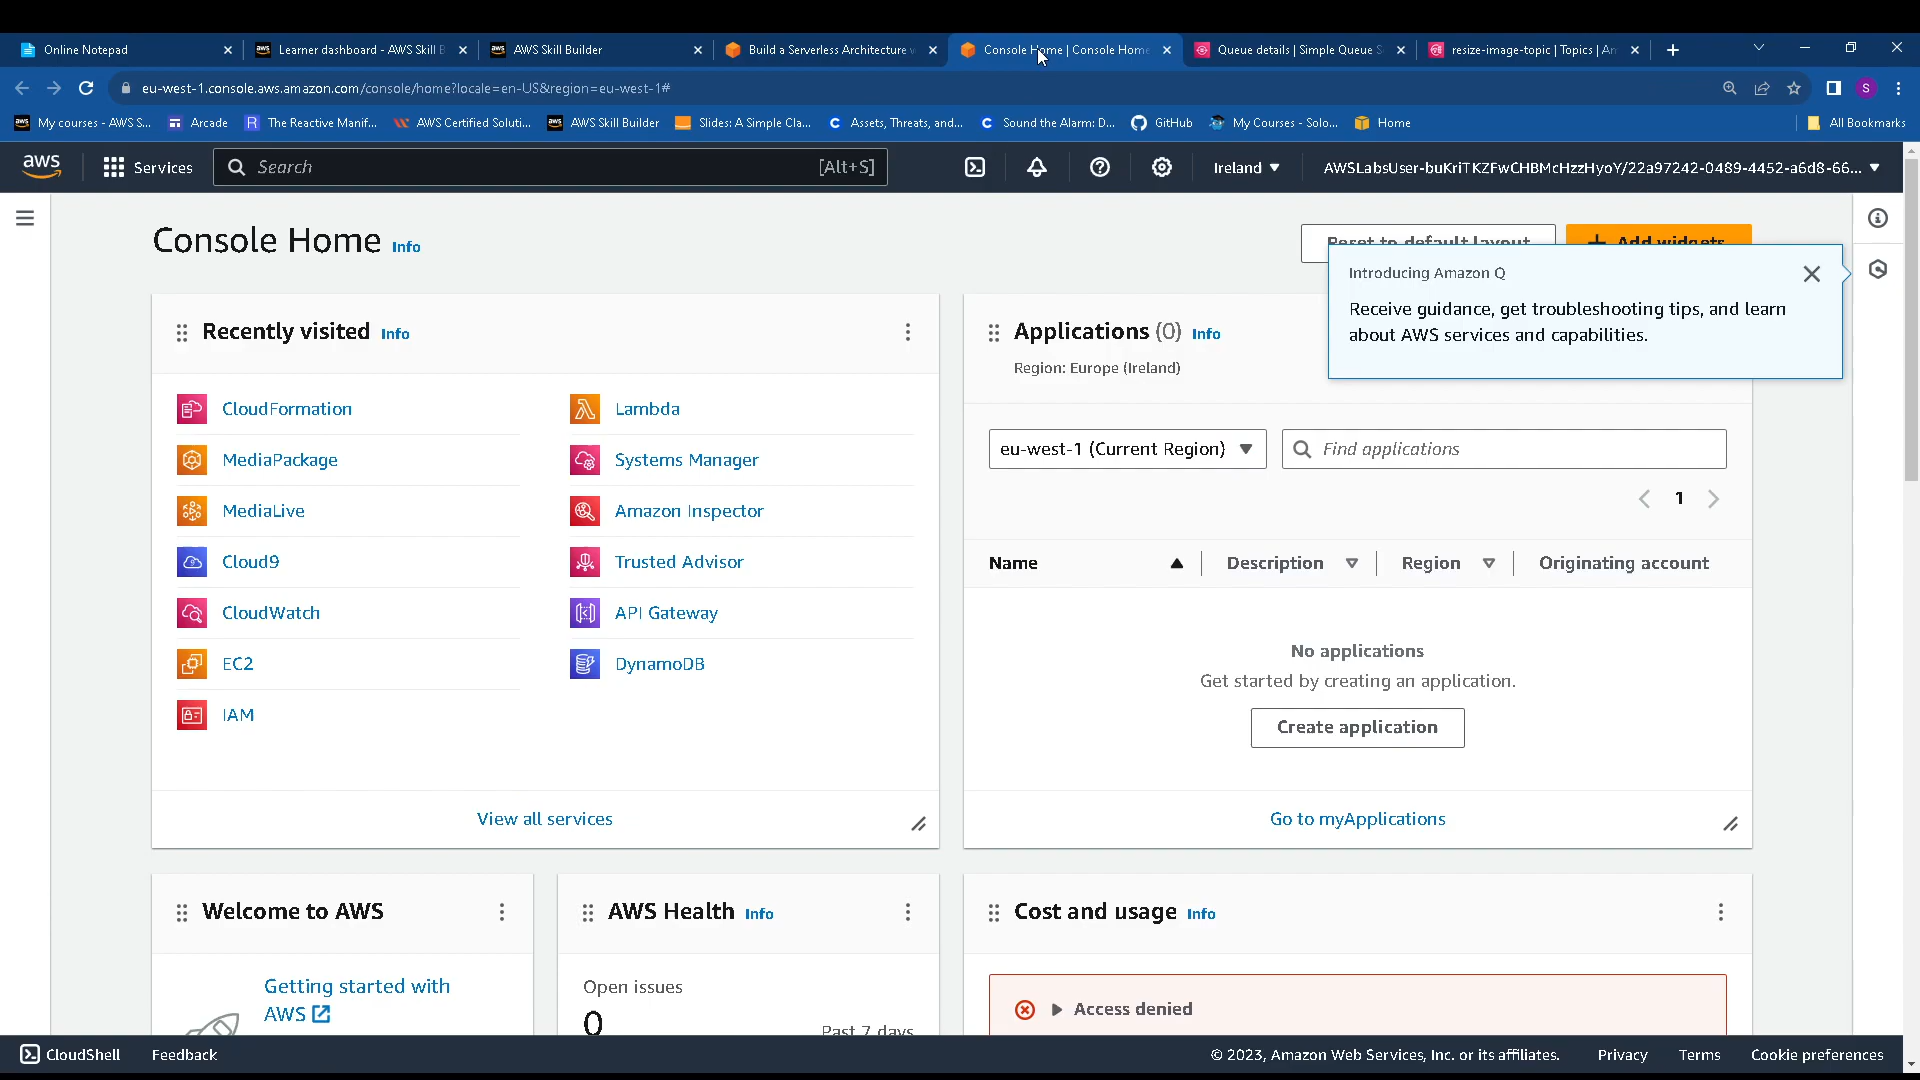 Online Notepad
Learner dashboard - AWS Skill B
AWS Skill Builder
Build a Serverless Architecture w
Console Home | Console Home
Queue details | Simple Queue S
resize-image-topic | Topics | Am
eu-west-1.console.aws.amazon.com/console/home?locale=en-US&region=eu-west-1#
S
My courses - AWS S...
Arcade
The Reactive Manif...
AWS Certified Soluti...
AWS Skill Builder
Slides: A Simple Cla...
Assets, Threats, and...
Sound the Alarm: D...
GitHub
My Courses - Solo...
Home
All Bookmarks
aws
Services
Search
[Alt+S]
Ireland
AWSLabsUser-buKriTKZFwCHBMcHzzHyoY/22a97242-0489-4452-a6d8-66...
Console Home Info
Reset to default layout
Add widgets
Introducing Amazon Q
Receive guidance, get troubleshooting tips, and learn
about AWS services and capabilities.
Recently visited Info
CloudFormation
MediaPackage
MediaLive
Cloud9
CloudWatch
EC2
IAM
Lambda
Systems Manager
Amazon Inspector
Trusted Advisor
API Gateway
DynamoDB
View all services
Applications (0) Info
Region: Europe (Ireland)
eu-west-1 (Current Region)
Find applications
1
Name
Description
Region
Originating account
No applications
Get started by creating an application.
Create application
Go to myApplications
Welcome to AWS
Getting started with
AWS
AWS Health Info
Open issues
0
Past 7 days
Cost and usage Info
Access denied
CloudShell
Feedback
© 2023, Amazon Web Services, Inc. or its affiliates.
Privacy
Terms
Cookie preferences